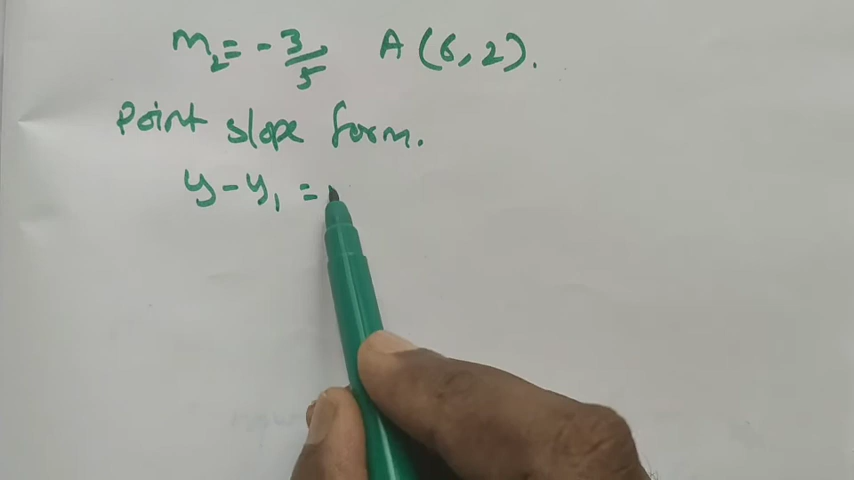 m₂ = -3/5 A (6, 2).
Point slope form.
y - y₁ =